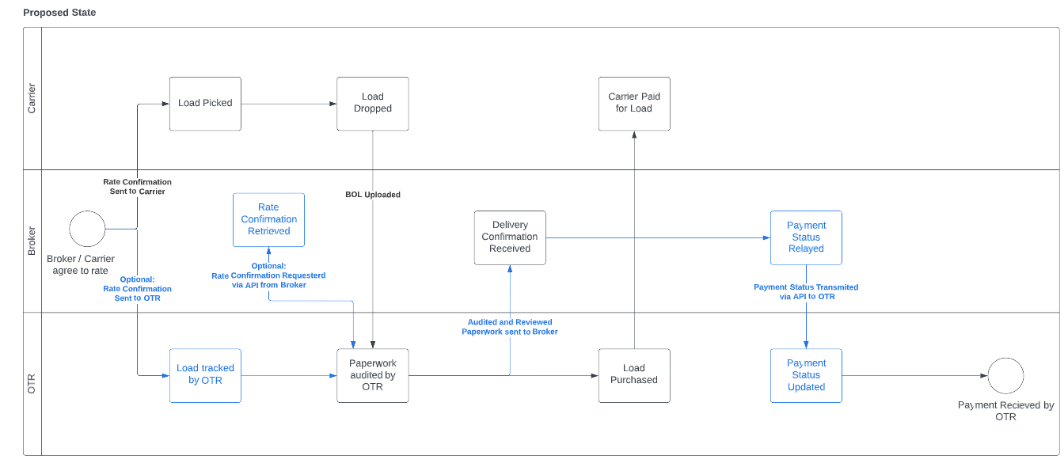 Proposed State
Carrier
Load Picked
Load
Dropped
Carrier Paid
for Load
Rate Confirmation
Sent to Carrier
BOL Uploaded
Broker
Broker / Carrier
agree to rate
Rate
Confirmation
Retrieved
Delivery
Confirmation
Received
Payment
Status
Relayed
Optional:
Rate Confirmation
Sent to OTR
Optional:
Rate Confirmation Requesterd
via API from Broker
Payment Status Transmited
via API to OTR
Audited and Reviewed
Paperwork sent to Broker
OTR
Load tracked
by OTR
Paperwork
audited by
OTR
Load
Purchased
Payment
Status
Updated
Payment Recieved by
OTR